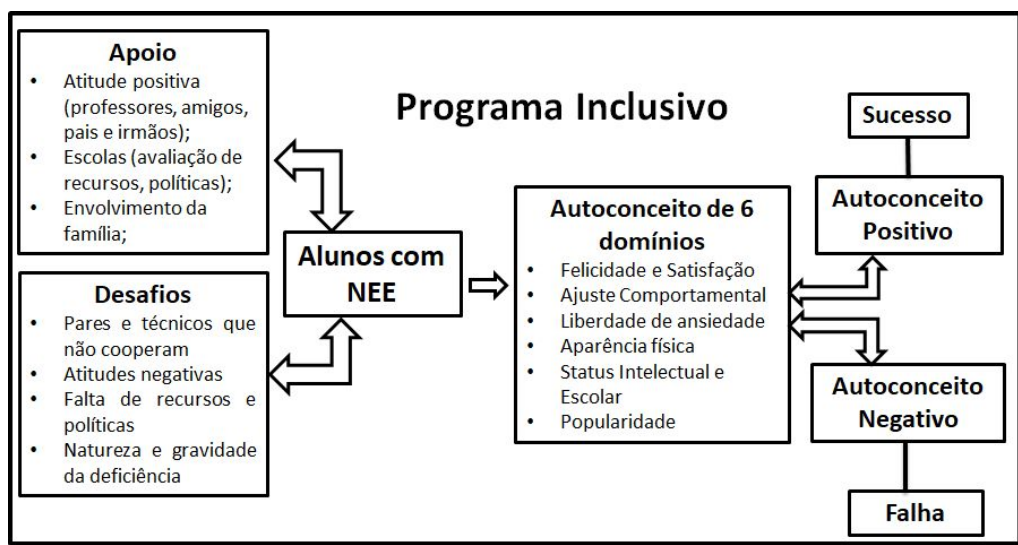 Programa Inclusivo
Apoio
• Atitude positiva
(professores, amigos,
pais e irmãos);
• Escolas (avaliação de
recursos, políticas);
• Envolvimento da
família;
Desafios
• Pares e técnicos que
não cooperam
• Atitudes negativas
• Falta de recursos e
políticas
• Natureza e gravidade
da deficiência
Alunos com
NEE
Autoconceito de 6
domínios
• Felicidade e Satisfação
• Ajuste Comportamental
• Liberdade de ansiedade
• Aparência física
• Status Intelectual e
Escolar
• Popularidade
Sucesso
Autoconceito
Positivo
Autoconceito
Negativo
Falha